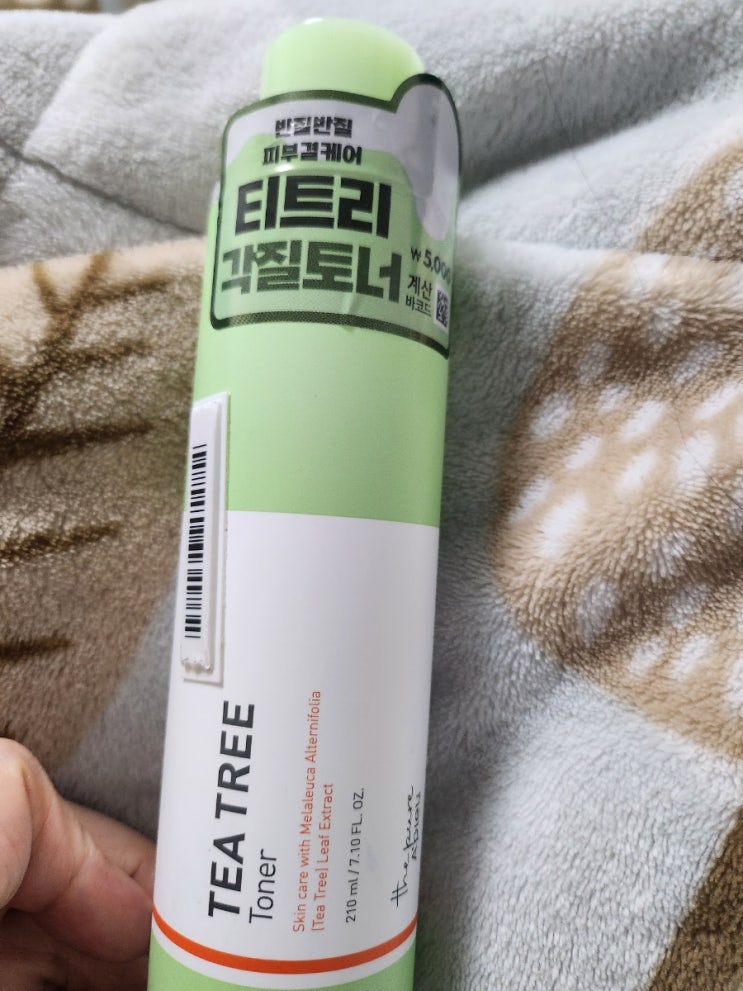 반질반질
피부결케어
티트리
각질토너
₩5,000
계산
바코드
TEA TREE
Toner
Skin care with Melaleuca Alternifolia
(Tea Tree) Leaf Extract
210 ml / 7.10 FL. OZ.
the puure